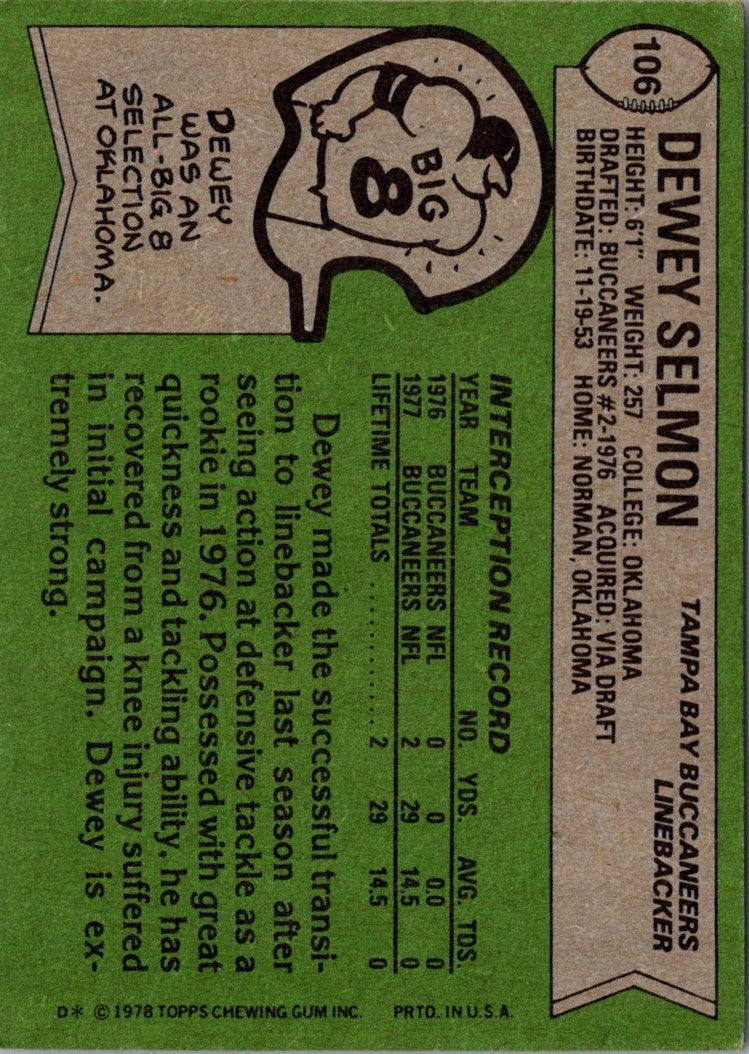 106
DEWEY SELMON
TAMPA BAY BUCCANEERS
LINEBACKER
HEIGHT: 6'1" WEIGHT: 257 COLLEGE: OKLAHOMA
DRAFTED: BUCCANEERS #2-1976 ACQUIRED: VIA DRAFT
BIRTHDATE: 11-19-53 HOME: NORMAN, OKLAHOMA
BIG
8
DEWEY
WAS AN
ALL-BIG 8
SELECTION
AT OKLAHOMA.
INTERCEPTION RECORD
YEAR TEAM NO. YDS. AVG. TDS.
1976 BUCCANEERS NFL 0 0 0.0 0
1977 BUCCANEERS NFL 2 29 14.5 0
LIFETIME TOTALS .......... 2 29 14.5 0
Dewey made the successful transi-
tion to linebacker last season after
seeing action at defensive tackle as a
rookie in 1976. Possessed with great
quickness and tackling ability, he has
recovered from a knee injury suffered
in initial campaign. Dewey is ex-
tremely strong.
D* © 1978 TOPPS CHEWING GUM INC. PRTD. IN U.S.A.